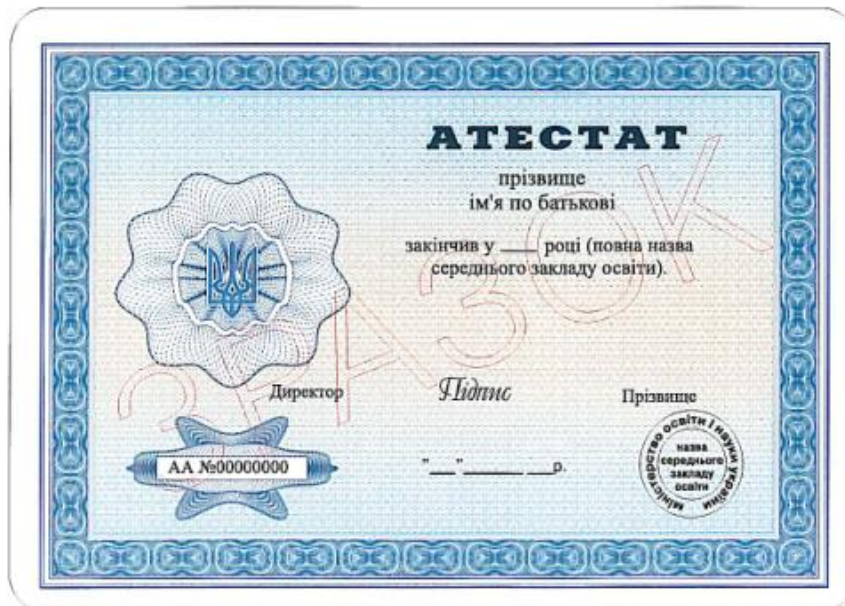 АТЕСТАТ
прізвище
ім'я по батькові
закінчив у ____ році (повна назва
середнього закладу освіти).
ЗРАЗОК
Директор Підпис Прізвище
АА №00000000
"__"______ ___р.
міністерство освіти і науки україни
назва
середнього
закладу
освіти